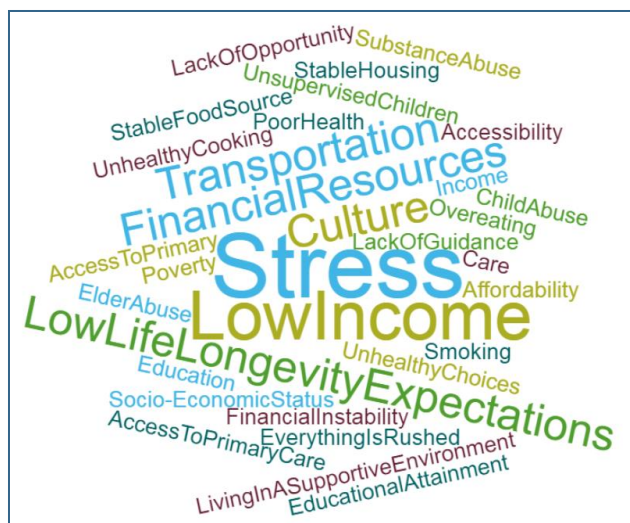 LackOfOpportunity
SubstanceAbuse
StableHousing
UnsupervisedChildren
StableFoodSource
PoorHealth
Accessibility
UnhealthyCooking
Transportation
FinancialResources
Income
ChildAbuse
Culture
Overeating
AccessToPrimary
LackOfGuidance
Poverty
Stress
Care
ElderAbuse
Affordability
LowIncome
LowLifeLongevityExpectations
Smoking
UnhealthyChoices
Education
Socio-EconomicStatus
FinancialInstability
AccessToPrimaryCare
EverythingIsRushed
LivingInASupportiveEnvironment
EducationalAttainment